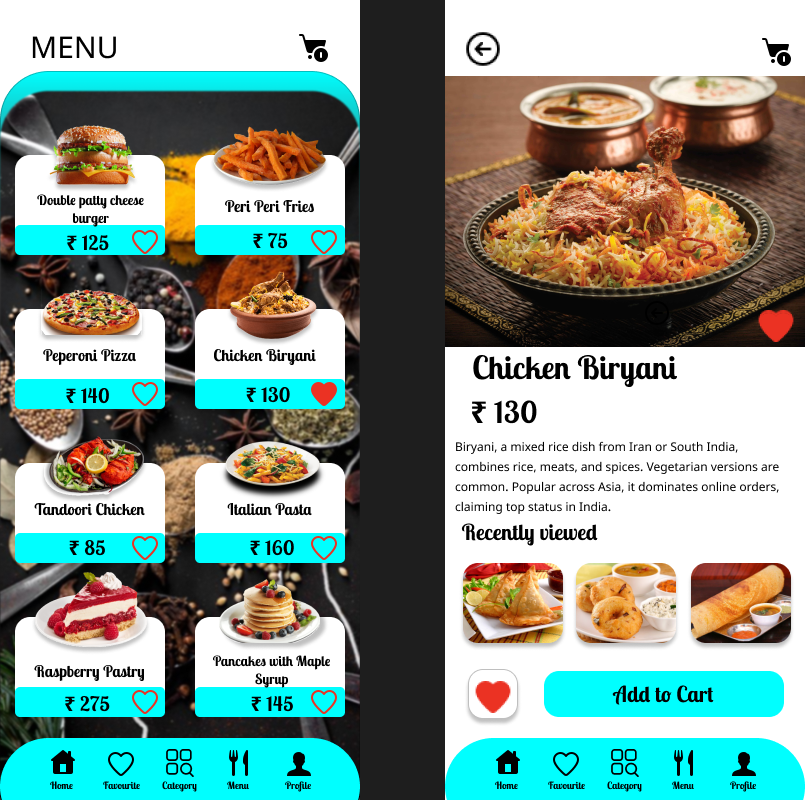 MENU
Double patty cheese
burger
₹ 125
Peri Peri Fries
₹ 75
Peperoni Pizza
₹ 140
Chicken Biryani
₹ 130
Tandoori Chicken
₹ 85
Italian Pasta
₹ 160
Raspberry Pastry
₹ 275
Pancakes with Maple
Syrup
₹ 145
Home
Favourite
Category
Menu
Profile
Chicken Biryani
₹ 130
Biryani, a mixed rice dish from Iran or South India,
combines rice, meats, and spices. Vegetarian versions are
common. Popular across Asia, it dominates online orders,
claiming top status in India.
Recently viewed
Add to Cart
Home
Favourite
Category
Menu
Profile